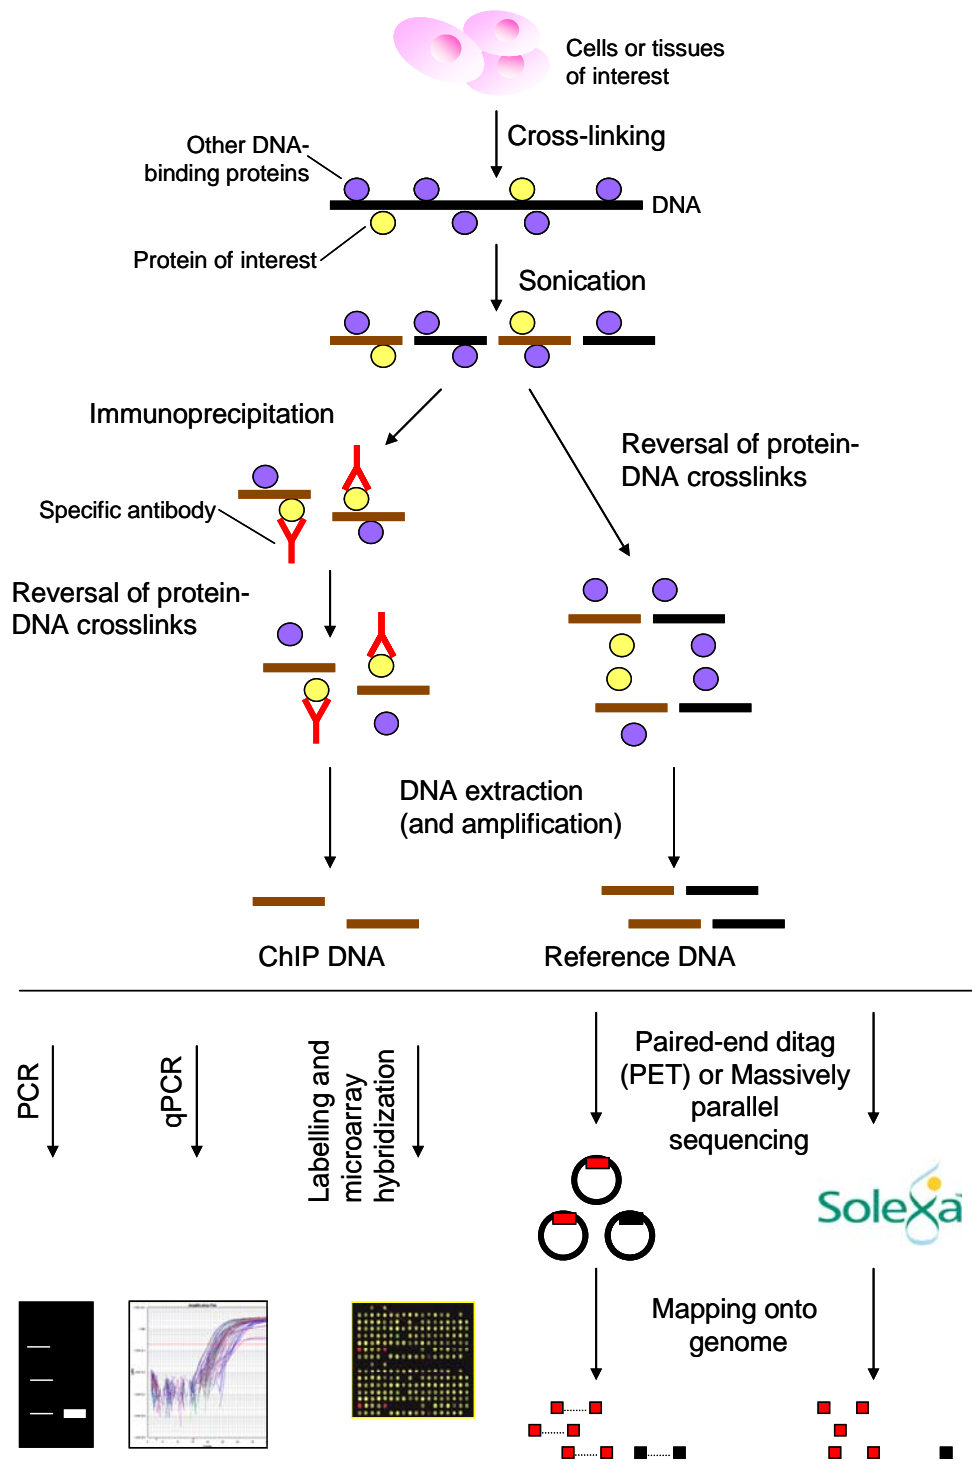 Cells or tissues
of interest
Cross-linking
Other DNA-
binding proteins
DNA
Protein of interest
Sonication
Immunoprecipitation
Reversal of protein-
DNA crosslinks
Specific antibody
Reversal of protein-
DNA crosslinks
DNA extraction
(and amplification)
ChIP DNA
Reference DNA
PCR
qPCR
Labelling and
microarray
hybridization
Paired-end ditag
(PET) or Massively
parallel
sequencing
Solexa
Mapping onto
genome